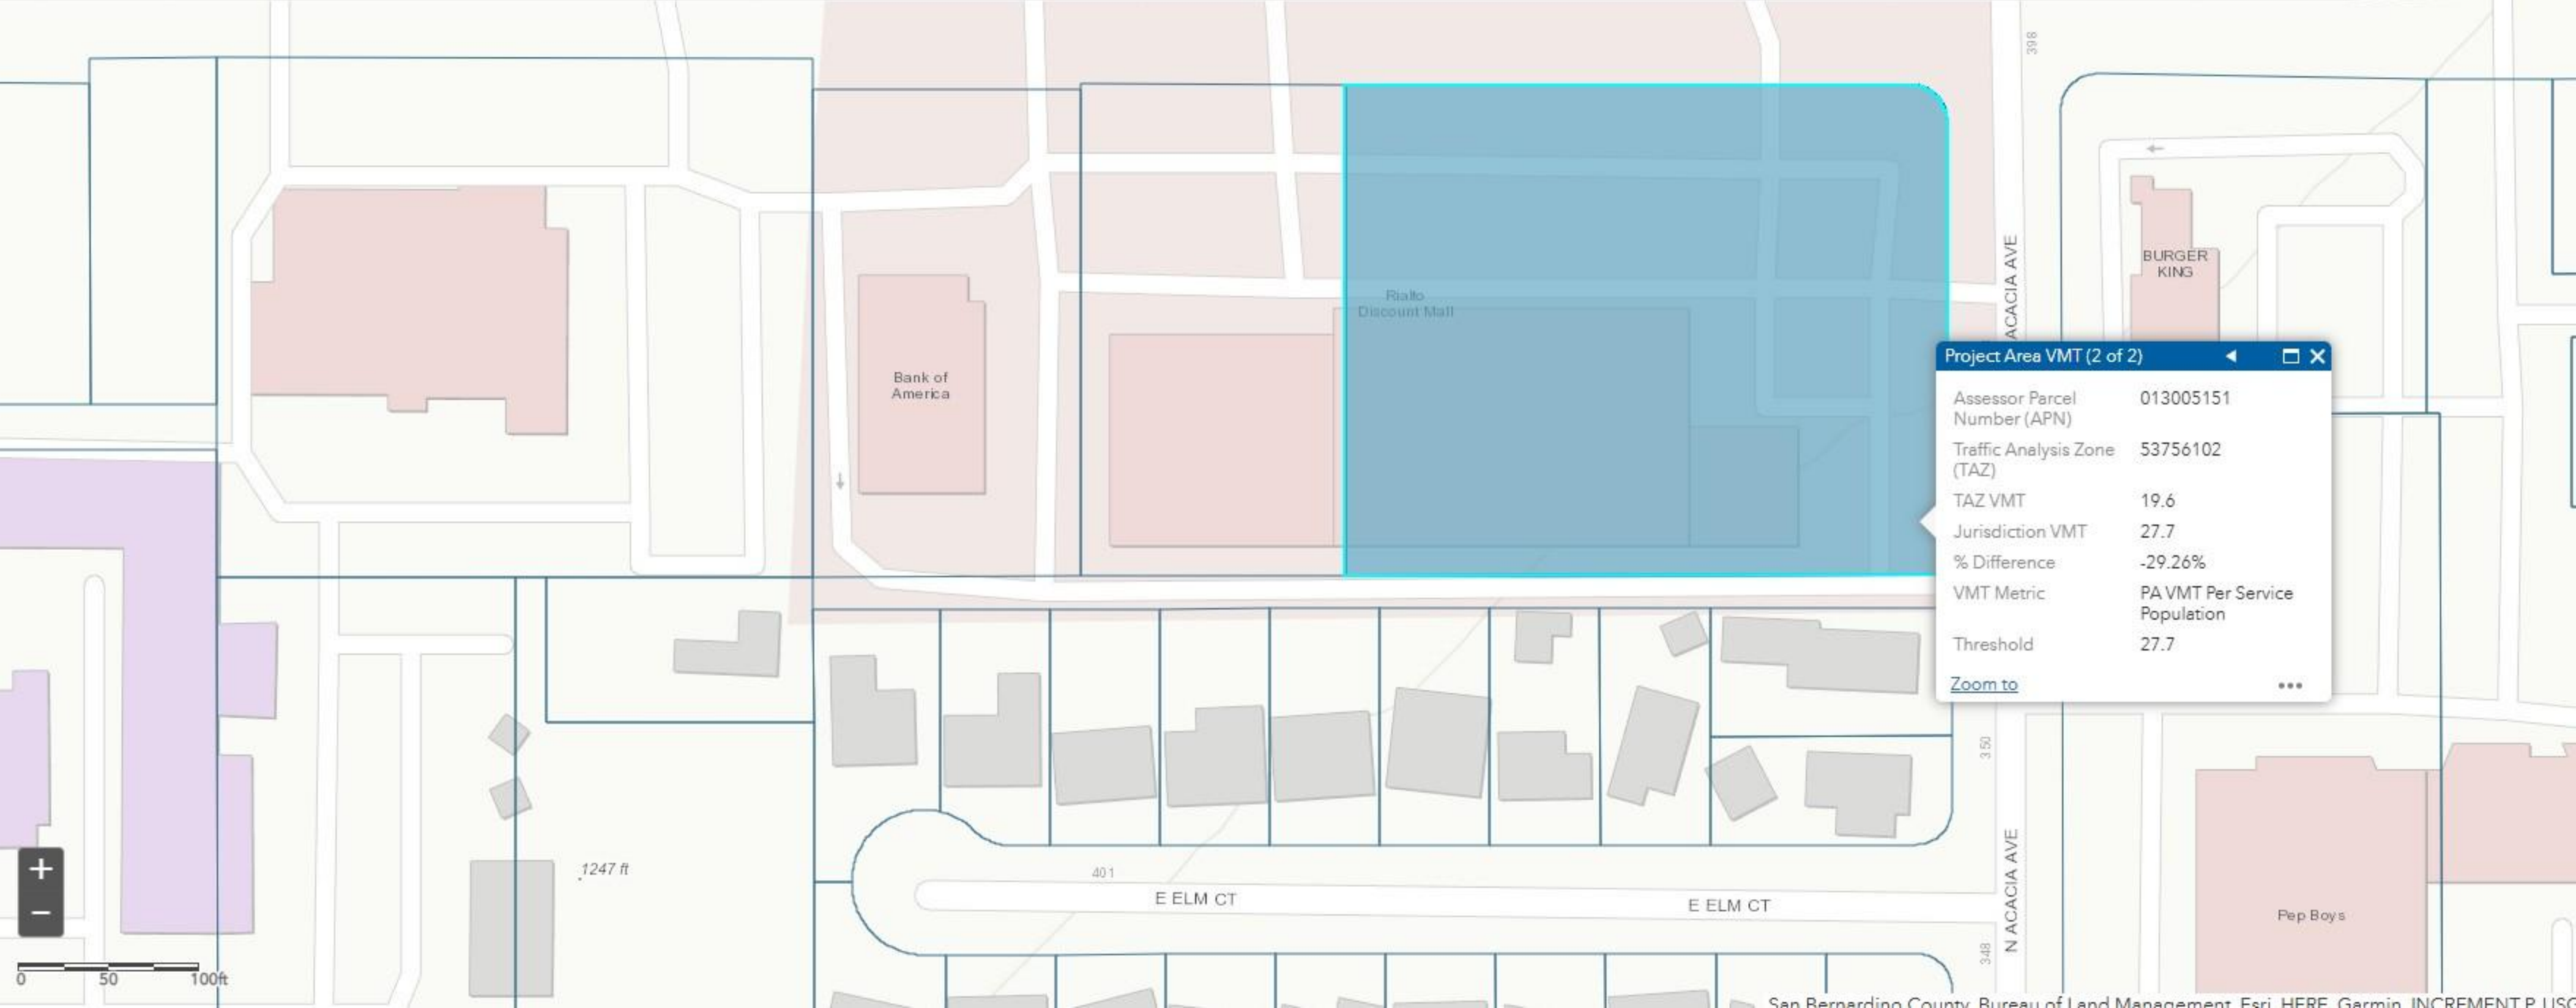 398
N ACACIA AVE
BURGER
KING
Rialto
Discount Mall
Bank of
America
Project Area VMT (2 of 2)
Assessor Parcel
Number (APN)
013005151
Traffic Analysis Zone
(TAZ)
53756102
TAZ VMT
19.6
Jurisdiction VMT
27.7
% Difference
-29.26%
VMT Metric
PA VMT Per Service
Population
Threshold
27.7
Zoom to
350
1247 ft
401
E ELM CT
E ELM CT
N ACACIA AVE
348
Pep Boys
0
50
100ft
San Bernardino County, Bureau of Land Management, Esri, HERE, Garmin, INCREMENT P, USG